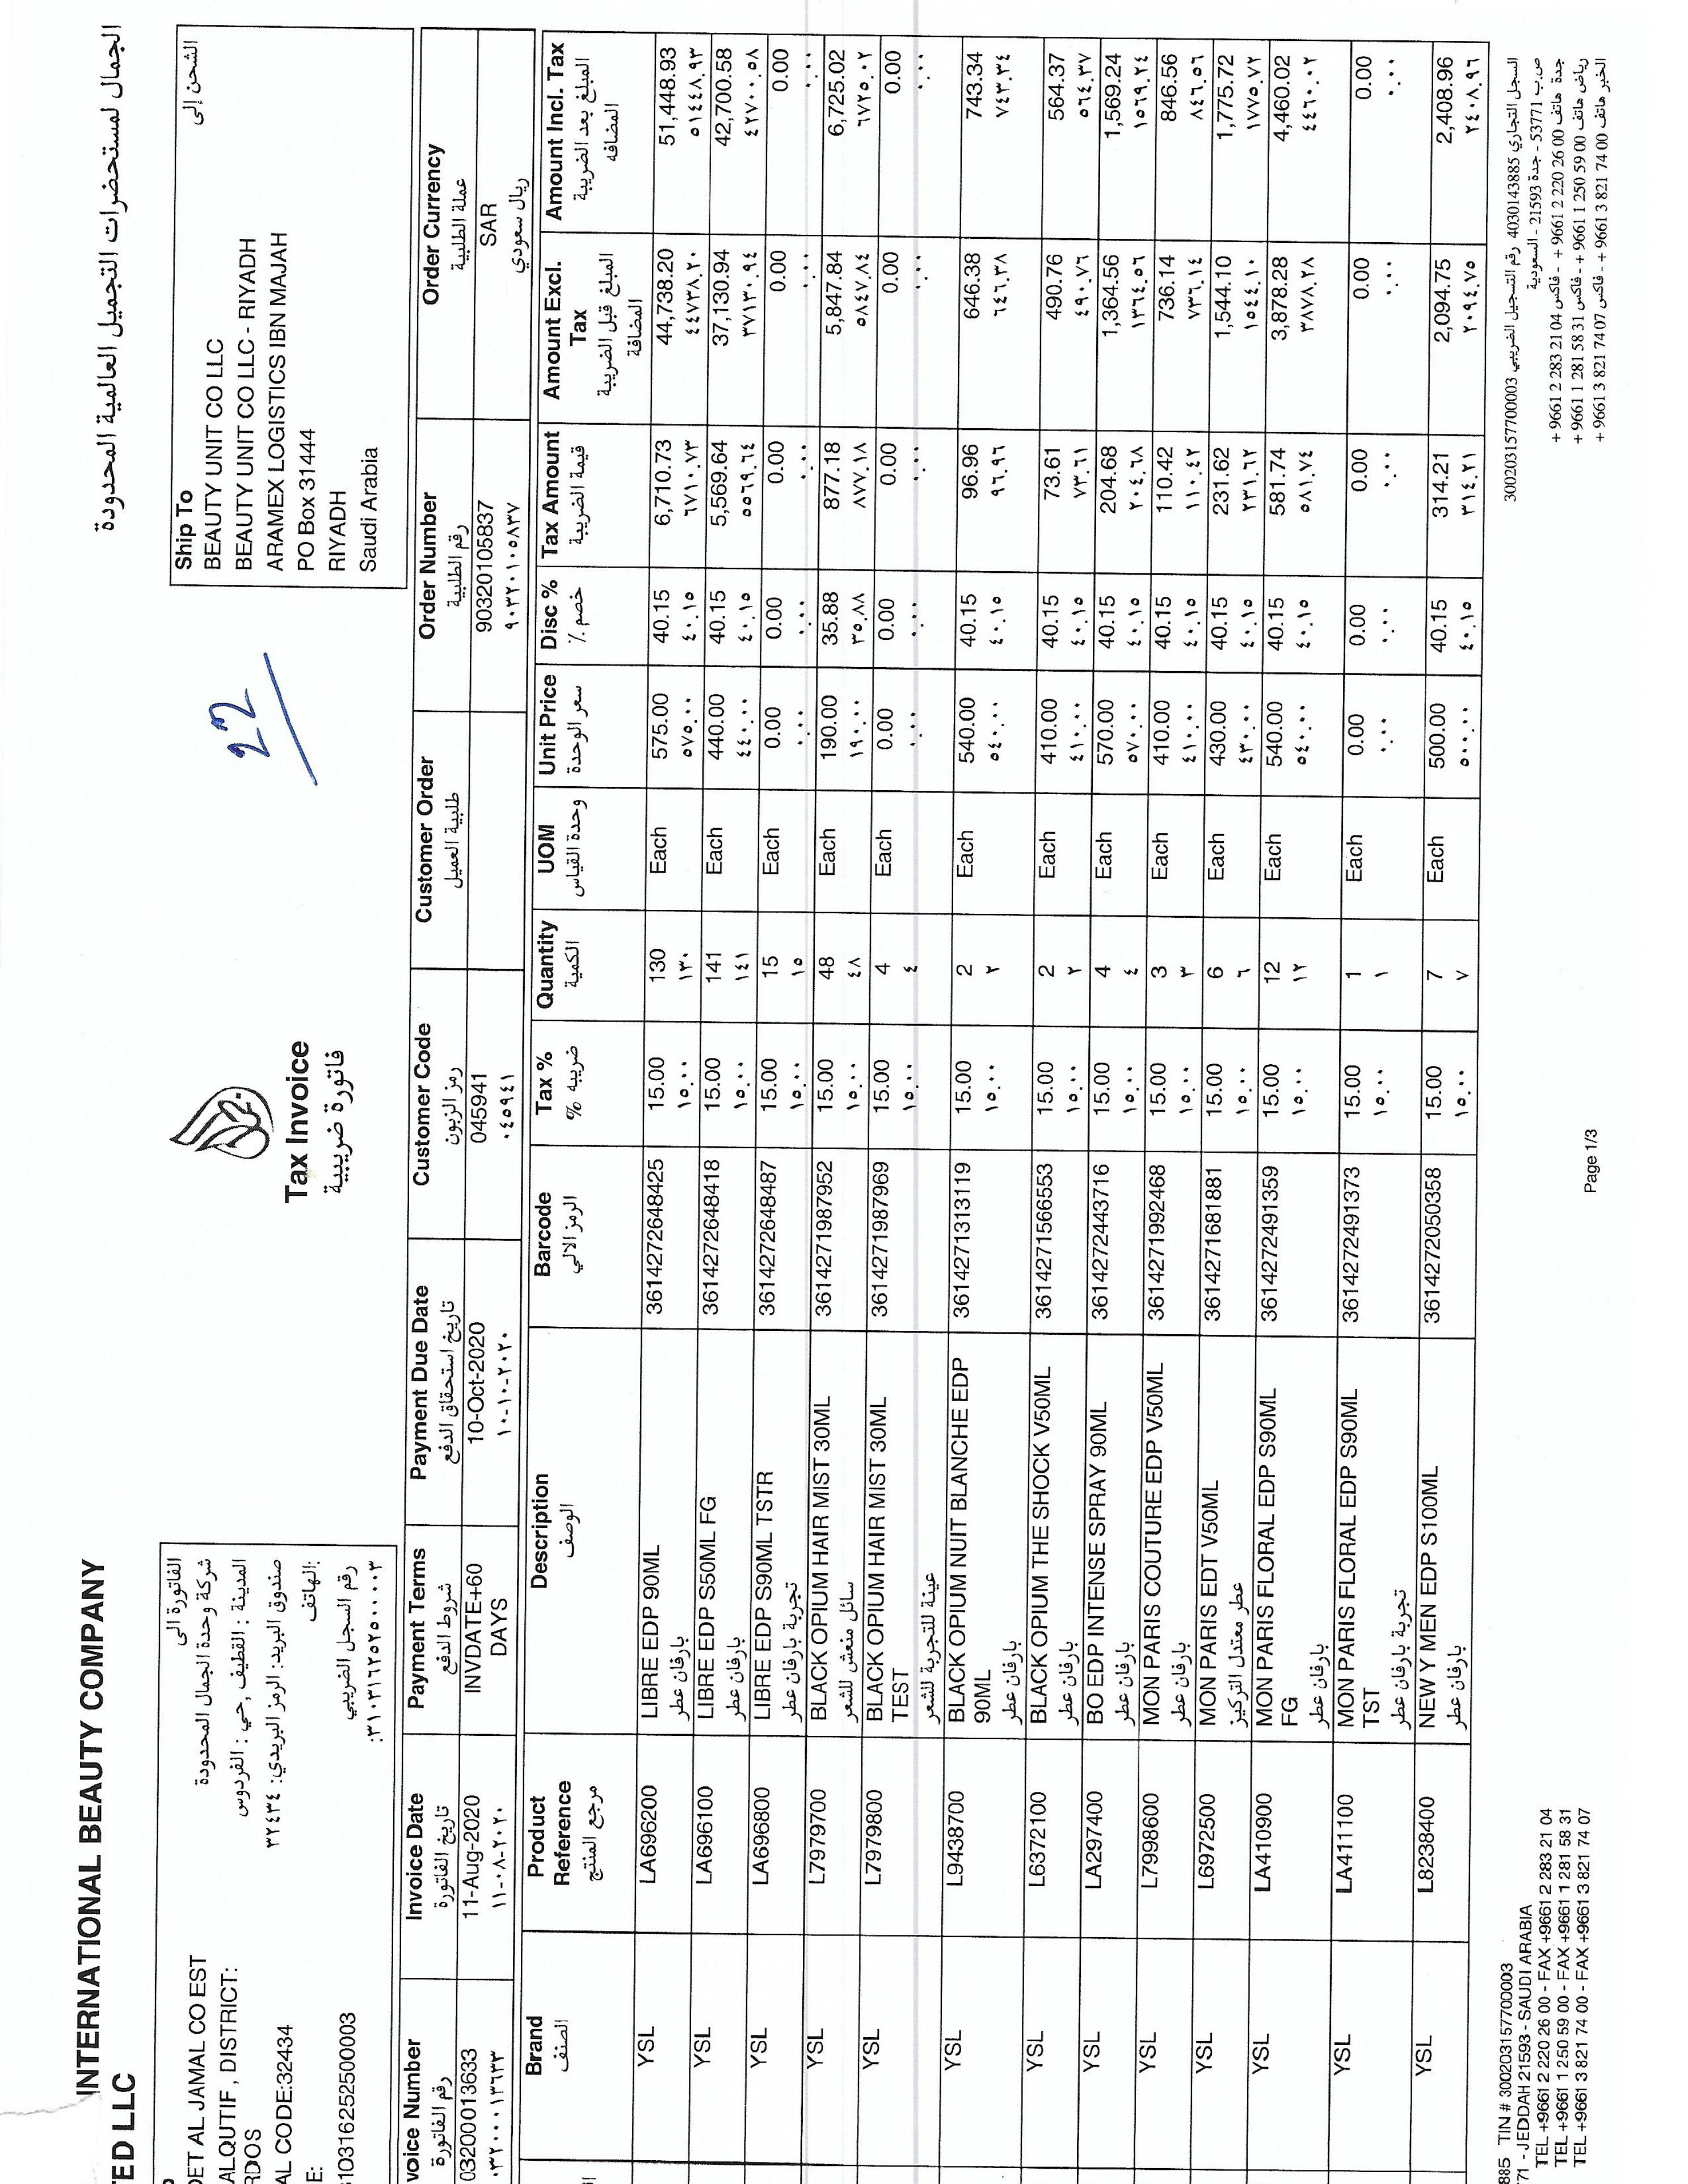 INTERNATIONAL BEAUTY COMPANY
TED LLC
الجمال لمستحضرات التجميل العالمية المحدودة
Tax Invoice
فاتورة ضريبية
22
DET AL JAMAL CO EST
ALQUTIF , DISTRICT:
RDOS
AL CODE:32434
E:
31031625250000​3
الفاتورة الى
شركة وحدة الجمال المحدودة
المدينة : القطيف ,حي : الفردوس
صندوق البريد: الرمز البريدي: ٣٢٤٣٤
الهاتف:
رقم السجل الضريبي
:٣١٠٣١٦٢٥٢٥٠٠٠٠٣
Ship To الشحن إلى
BEAUTY UNIT CO LLC
BEAUTY UNIT CO LLC - RIYADH
ARAMEX LOGISTICS IBN MAJAH
PO Box 31444
RIYADH
Saudi Arabia
voice Number Invoice Date Payment Terms Payment Due Date Customer Code Customer Order Order Number Order Currency
رقم الفاتورة تاريخ الفاتورة شروط الدفع تاريخ استحقاق الدفع رمز الزبون طلبية العميل رقم الطلبية عملة الطلبية
03200013633 11-Aug-2020 INVDATE+60 DAYS 10-Oct-2020 045941 90320105837 SAR
٠٣٢٠٠٠١٣٦٣٣ ١١-٠٨-٢٠٢٠ ١٠-١٠-٢٠٢٠ ٠٤٥٩٤١ ٩٠٣٢٠١٠٥٨٣٧ ريال سعودي
Brand Product Reference Description Barcode Tax % Quantity UOM Unit Price Disc % Tax Amount Amount Excl. Tax Amount Incl. Tax
الصنف مرجع المنتج الوصف الرمز الالي ضريبه % الكمية وحدة القياس سعر الوحدة خصم ٪ قيمة الضريبة المبلغ قبل الضريبة المضافة المبلغ بعد الضريبة المضافه
YSL LA696200 LIBRE EDP 90ML 3614272648425 15.00 130 Each 575.00 40.15 6,710.73 44,738.20 51,448.93
بارفان عطر ١٥.٠٠ ١٣٠ ٥٧٥.٠٠ ٤٠.١٥ ٦٧١٠.٧٣ ٤٤٧٣٨.٢٠ ٥١٤٤٨.٩٣
YSL LA696100 LIBRE EDP S50ML FG 3614272648418 15.00 141 Each 440.00 40.15 5,569.64 37,130.94 42,700.58
بارفان عطر ١٥.٠٠ ١٤١ ٤٤٠.٠٠ ٤٠.١٥ ٥٥٦٩.٦٤ ٣٧١٣٠.٩٤ ٤٢٧٠٠.٥٨
YSL LA696800 LIBRE EDP S90ML TSTR 3614272648487 15.00 15 Each 0.00 0.00 0.00 0.00 0.00
تجربة بارفان عطر ١٥.٠٠ ١٥ ٠.٠٠ ٠.٠٠ ٠.٠٠ ٠.٠٠ ٠.٠٠
YSL L7979700 BLACK OPIUM HAIR MIST 30ML 3614271987952 15.00 48 Each 190.00 35.88 877.18 5,847.84 6,725.02
سائل منعش للشعر ١٥.٠٠ ٤٨ ١٩٠.٠٠ ٣٥.٨٨ ٨٧٧.١٨ ٥٨٤٧.٨٤ ٦٧٢٥.٠٢
YSL L7979800 BLACK OPIUM HAIR MIST 30ML TEST 3614271987969 15.00 4 Each 0.00 0.00 0.00 0.00 0.00
عينة للتجربة للشعر ١٥.٠٠ ٤ ٠.٠٠ ٠.٠٠ ٠.٠٠ ٠.٠٠ ٠.٠٠
YSL L9438700 BLACK OPIUM NUIT BLANCHE EDP 90ML 3614271313119 15.00 2 Each 540.00 40.15 96.96 646.38 743.34
بارفان عطر ١٥.٠٠ ٢ ٥٤٠.٠٠ ٤٠.١٥ ٩٦.٩٦ ٦٤٦.٣٨ ٧٤٣.٣٤
YSL L6372100 BLACK OPIUM THE SHOCK V50ML 3614271566553 15.00 2 Each 410.00 40.15 73.61 490.76 564.37
بارفان عطر ١٥.٠٠ ٢ ٤١٠.٠٠ ٤٠.١٥ ٧٣.٦١ ٤٩٠.٧٦ ٥٦٤.٣٧
YSL LA297400 BO EDP INTENSE SPRAY 90ML 3614272443716 15.00 4 Each 570.00 40.15 204.68 1,364.56 1,569.24
بارفان عطر ١٥.٠٠ ٤ ٥٧٠.٠٠ ٤٠.١٥ ٢٠٤.٦٨ ١٣٦٤.٥٦ ١٥٦٩.٢٤
YSL L7998600 MON PARIS COUTURE EDP V50ML 3614271992468 15.00 3 Each 410.00 40.15 110.42 736.14 846.56
بارفان عطر ١٥.٠٠ ٣ ٤١٠.٠٠ ٤٠.١٥ ١١٠.٤٢ ٧٣٦.١٤ ٨٤٦.٥٦
YSL L6972500 MON PARIS EDT V50ML 3614271681881 15.00 6 Each 430.00 40.15 231.62 1,544.10 1,775.72
عطر معتدل التركيز ١٥.٠٠ ٦ ٤٣٠.٠٠ ٤٠.١٥ ٢٣١.٦٢ ١٥٤٤.١٠ ١٧٧٥.٧٢
YSL LA410900 MON PARIS FLORAL EDP S90ML FG 3614272491359 15.00 12 Each 540.00 40.15 581.74 3,878.28 4,460.02
بارفان عطر ١٥.٠٠ ١٢ ٥٤٠.٠٠ ٤٠.١٥ ٥٨١.٧٤ ٣٨٧٨.٢٨ ٤٤٦٠.٠٢
YSL LA411100 MON PARIS FLORAL EDP S90ML TST 3614272491373 15.00 1 Each 0.00 0.00 0.00 0.00 0.00
تجربة بارفان عطر ١٥.٠٠ ١ ٠.٠٠ ٠.٠٠ ٠.٠٠ ٠.٠٠ ٠.٠٠
YSL L8238400 NEW Y MEN EDP S100ML 3614272050358 15.00 7 Each 500.00 40.15 314.21 2,094.75 2,408.96
بارفان عطر ١٥.٠٠ ٧ ٥٠٠.٠٠ ٤٠.١٥ ٣١٤.٢١ ٢٠٩٤.٧٥ ٢٤٠٨.٩٦
885 TIN # 300203157700003
71 - JEDDAH 21593 - SAUDI ARABIA
TEL +9661 2 220 26 00 - FAX +9661 2 283 21 04
TEL +9661 1 250 59 00 - FAX +9661 1 281 58 31
TEL +9661 3 821 74 00 - FAX +9661 3 821 74 07
Page 1/3
السجل التجاري 4030143885 رقم التسجيل الضريبي 300203157700003
ص.ب 53771 - جدة 21593 - السعودية
جدة هاتف 00 26 220 2 9661+ - فاكس 04 21 283 2 9661+
رياض هاتف 00 59 250 1 9661+ - فاكس 31 58 281 1 9661+
الخبر هاتف 00 74 821 3 9661+ - فاكس 07 74 821 3 9661+